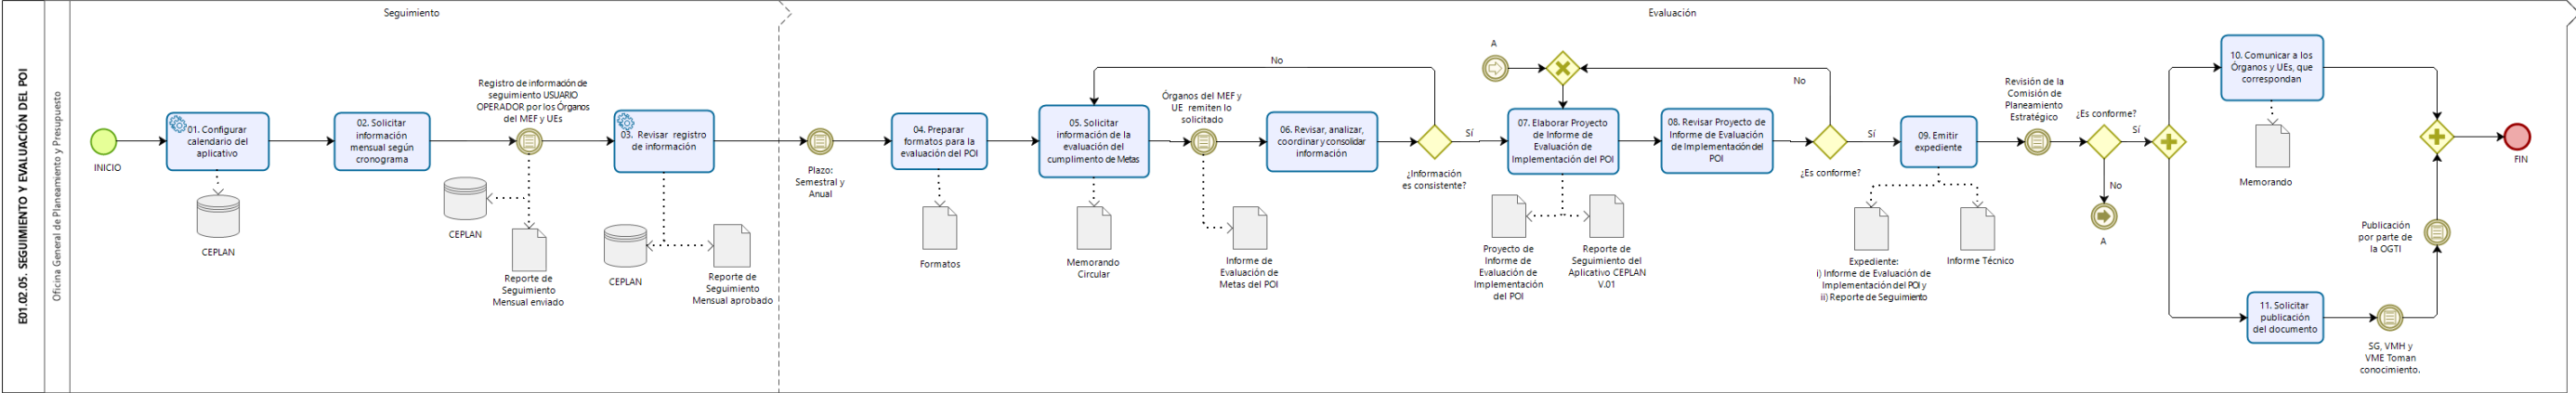 E01.02.05. SEGUIMIENTO Y EVALUACIÓN DEL POI
Oficina General de Planeamiento y Presupuesto
Seguimiento
Evaluación
INICIO
01. Configurar
calendario del
aplicativo
CEPLAN
02. Solicitar
información
mensual según
cronograma
Registro de información de
seguimiento USUARIO
OPERADOR por los Órganos
del MEF y UEs
CEPLAN
Reporte de
Seguimiento
Mensual enviado
03. Revisar registro
de información
CEPLAN
Reporte de
Seguimiento
Mensual aprobado
Plazo:
Semestral y
Anual
04. Preparar
formatos para la
evaluación del POI
Formatos
05. Solicitar
información de la
evaluación del
cumplimento de Metas
Memorando
Circular
Órganos del MEF y
UE remiten lo
solicitado
Informe de
Evaluación de
Metas del POI
06. Revisar, analizar,
coordinar y consolidar
información
No
¿Información
es consistente?
Sí
A
07. Elaborar Proyecto
de Informe de
Evaluación de
Implementación del POI
Proyecto de
Informe de
Evaluación de
Implementación
del POI
Reporte de
Seguimiento del
Aplicativo CEPLAN
V.01
08. Revisar Proyecto de
Informe de Evaluación
de Implementación del
POI
No
¿Es conforme?
Sí
09. Emitir
expediente
Expediente:
i) Informe de Evaluación de
Implementación del POI y
ii) Reporte de Seguimiento
Informe Técnico
Revisión de la
Comisión de
Planeamiento
Estratégico
¿Es conforme?
Sí
No
A
10. Comunicar a los
Órganos y UEs, que
correspondan
Memorando
11. Solicitar
publicación
del documento
SG, VMH y
VME Toman
conocimiento.
Publicación
por parte de
la OGTI
FIN